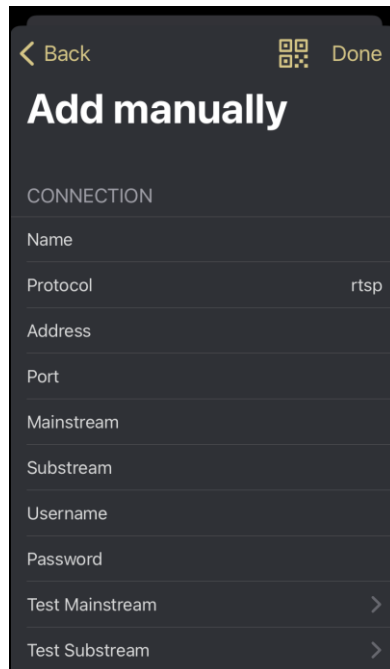 Back
Done
Add manually
CONNECTION
Name
Protocol rtsp
Address
Port
Mainstream
Substream
Username
Password
Test Mainstream
Test Substream